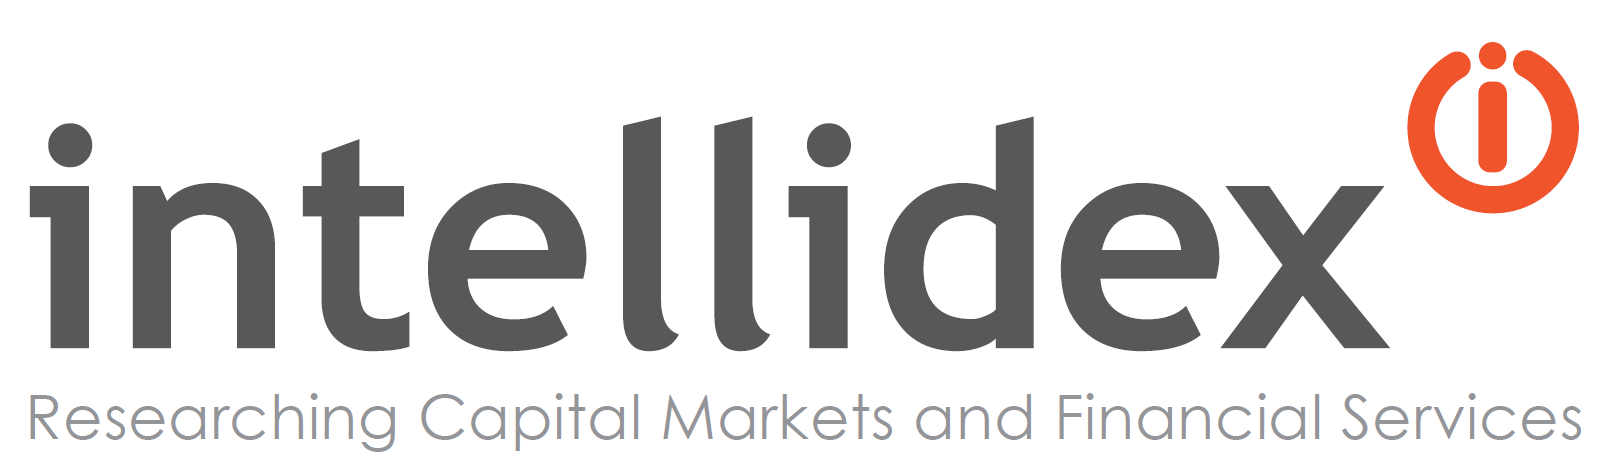 intellidex
Researching Capital Markets and Financial Services